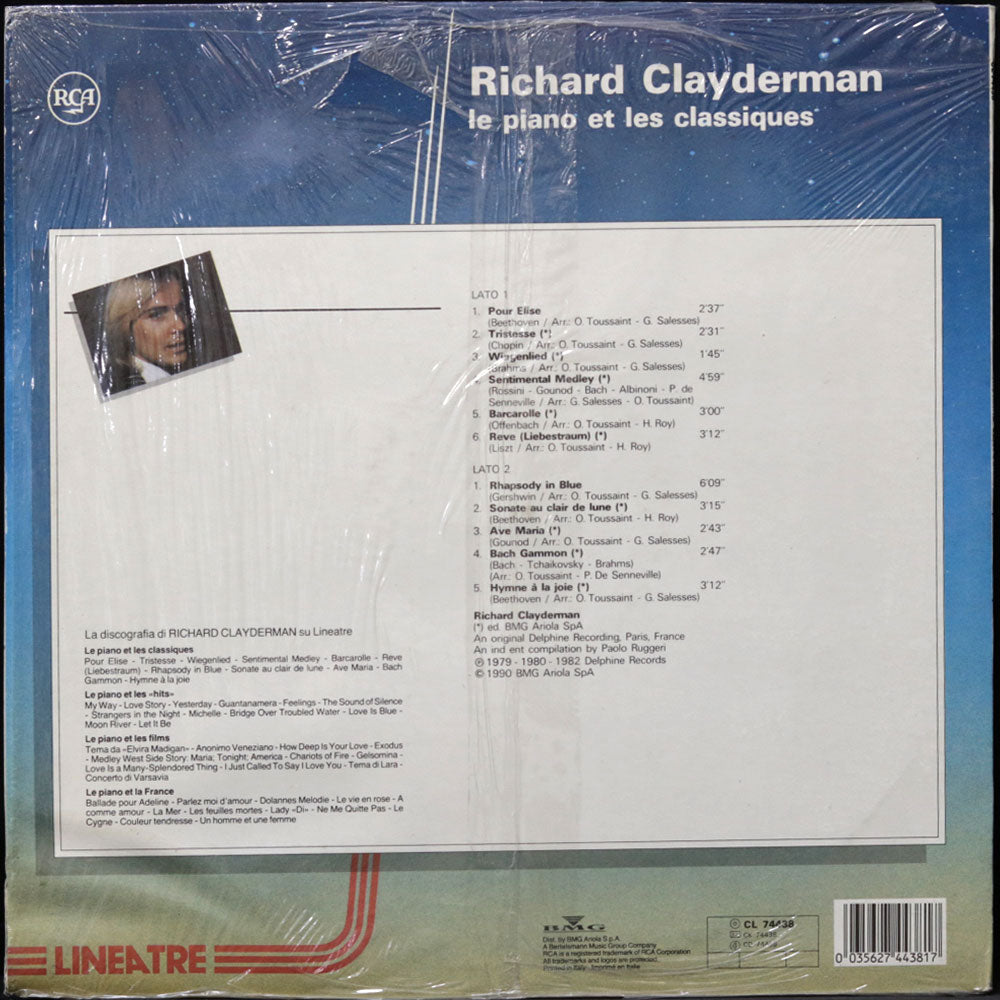 RCA
Richard Clayderman
le piano et les classiques
LATO 1
1. Pour Elise 2'37"
(Beethoven / Arr.: O. Toussaint - G. Salesses)
2. Tristesse (*) 2'31"
(Chopin / Arr.: O. Toussaint - G. Salesses)
3. Wiegenlied (*) 1'45"
(Brahms / Arr.: O. Toussaint - G. Salesses)
4. Sentimental Medley (*) 4'59"
(Rossini - Gounod - Bach - Albinoni - P. de
Senneville / Arr.: G. Salesses - O. Toussaint)
5. Barcarolle (*) 3'00"
(Offenbach / Arr.: O. Toussaint - H. Roy)
6. Reve (Liebestraum) (*) 3'12"
(Liszt / Arr.: O. Toussaint - H. Roy)
LATO 2
1. Rhapsody in Blue 6'09"
(Gershwin / Arr.: O. Toussaint - G. Salesses)
2. Sonate au clair de lune (*) 3'15"
(Beethoven / Arr.: O. Toussaint - H. Roy)
3. Ave Maria (*) 2'43"
(Gounod / Arr.: O. Toussaint - G. Salesses)
4. Bach Gammon (*) 2'47"
(Bach - Tchaikovsky - Brahms)
(Arr.: O. Toussaint - P. De Senneville)
5. Hymne à la joie (*) 3'12"
(Beethoven / Arr.: O. Toussaint - G. Salesses)
Richard Clayderman
(*) ed. BMG Ariola SpA
An original Delphine Recording, Paris, France
An ind ent compilation by Paolo Ruggeri
℗ 1979 - 1980 - 1982 Delphine Records
© 1990 BMG Ariola SpA
La discografia di RICHARD CLAYDERMAN su Lineatre
Le piano et les classiques
Pour Elise - Tristesse - Wiegenlied - Sentimental Medley - Barcarolle - Reve
(Liebestraum) - Rhapsody in Blue - Sonate au clair de lune - Ave Maria - Bach
Gammon - Hymne à la joie
Le piano et les «hits»
My Way - Love Story - Yesterday - Guantanamera - Feelings - The Sound of Silence
- Strangers in the Night - Michelle - Bridge Over Troubled Water - Love Is Blue -
Moon River - Let It Be
Le piano et les films
Tema da «Elvira Madigan» - Anonimo Veneziano - How Deep Is Your Love - Exodus
- Medley West Side Story: Maria; Tonight; America - Chariots of Fire - Gelsomina -
Love Is a Many-Splendored Thing - I Just Called To Say I Love You - Tema di Lara -
Concerto di Varsavia
Le piano et la France
Ballade pour Adeline - Parlez moi d'amour - Dolannes Melodie - Le vie en rose - A
comme amour - La Mer - Les feuilles mortes - Lady «Di» - Ne Me Quitte Pas - Le
Cygne - Couleur tendresse - Un homme et une femme
LINEATRE
BMG
Dist. by BMG Ariola S.p.A.
A Bertelsmann Music Group Company
RCA is a registered trademark of RCA Corporation
All trademarks and logos are protected.
Printed in Italy - Imprimé en Italie
CL 74438
CK 74438
CD 74438
0 035627 443817